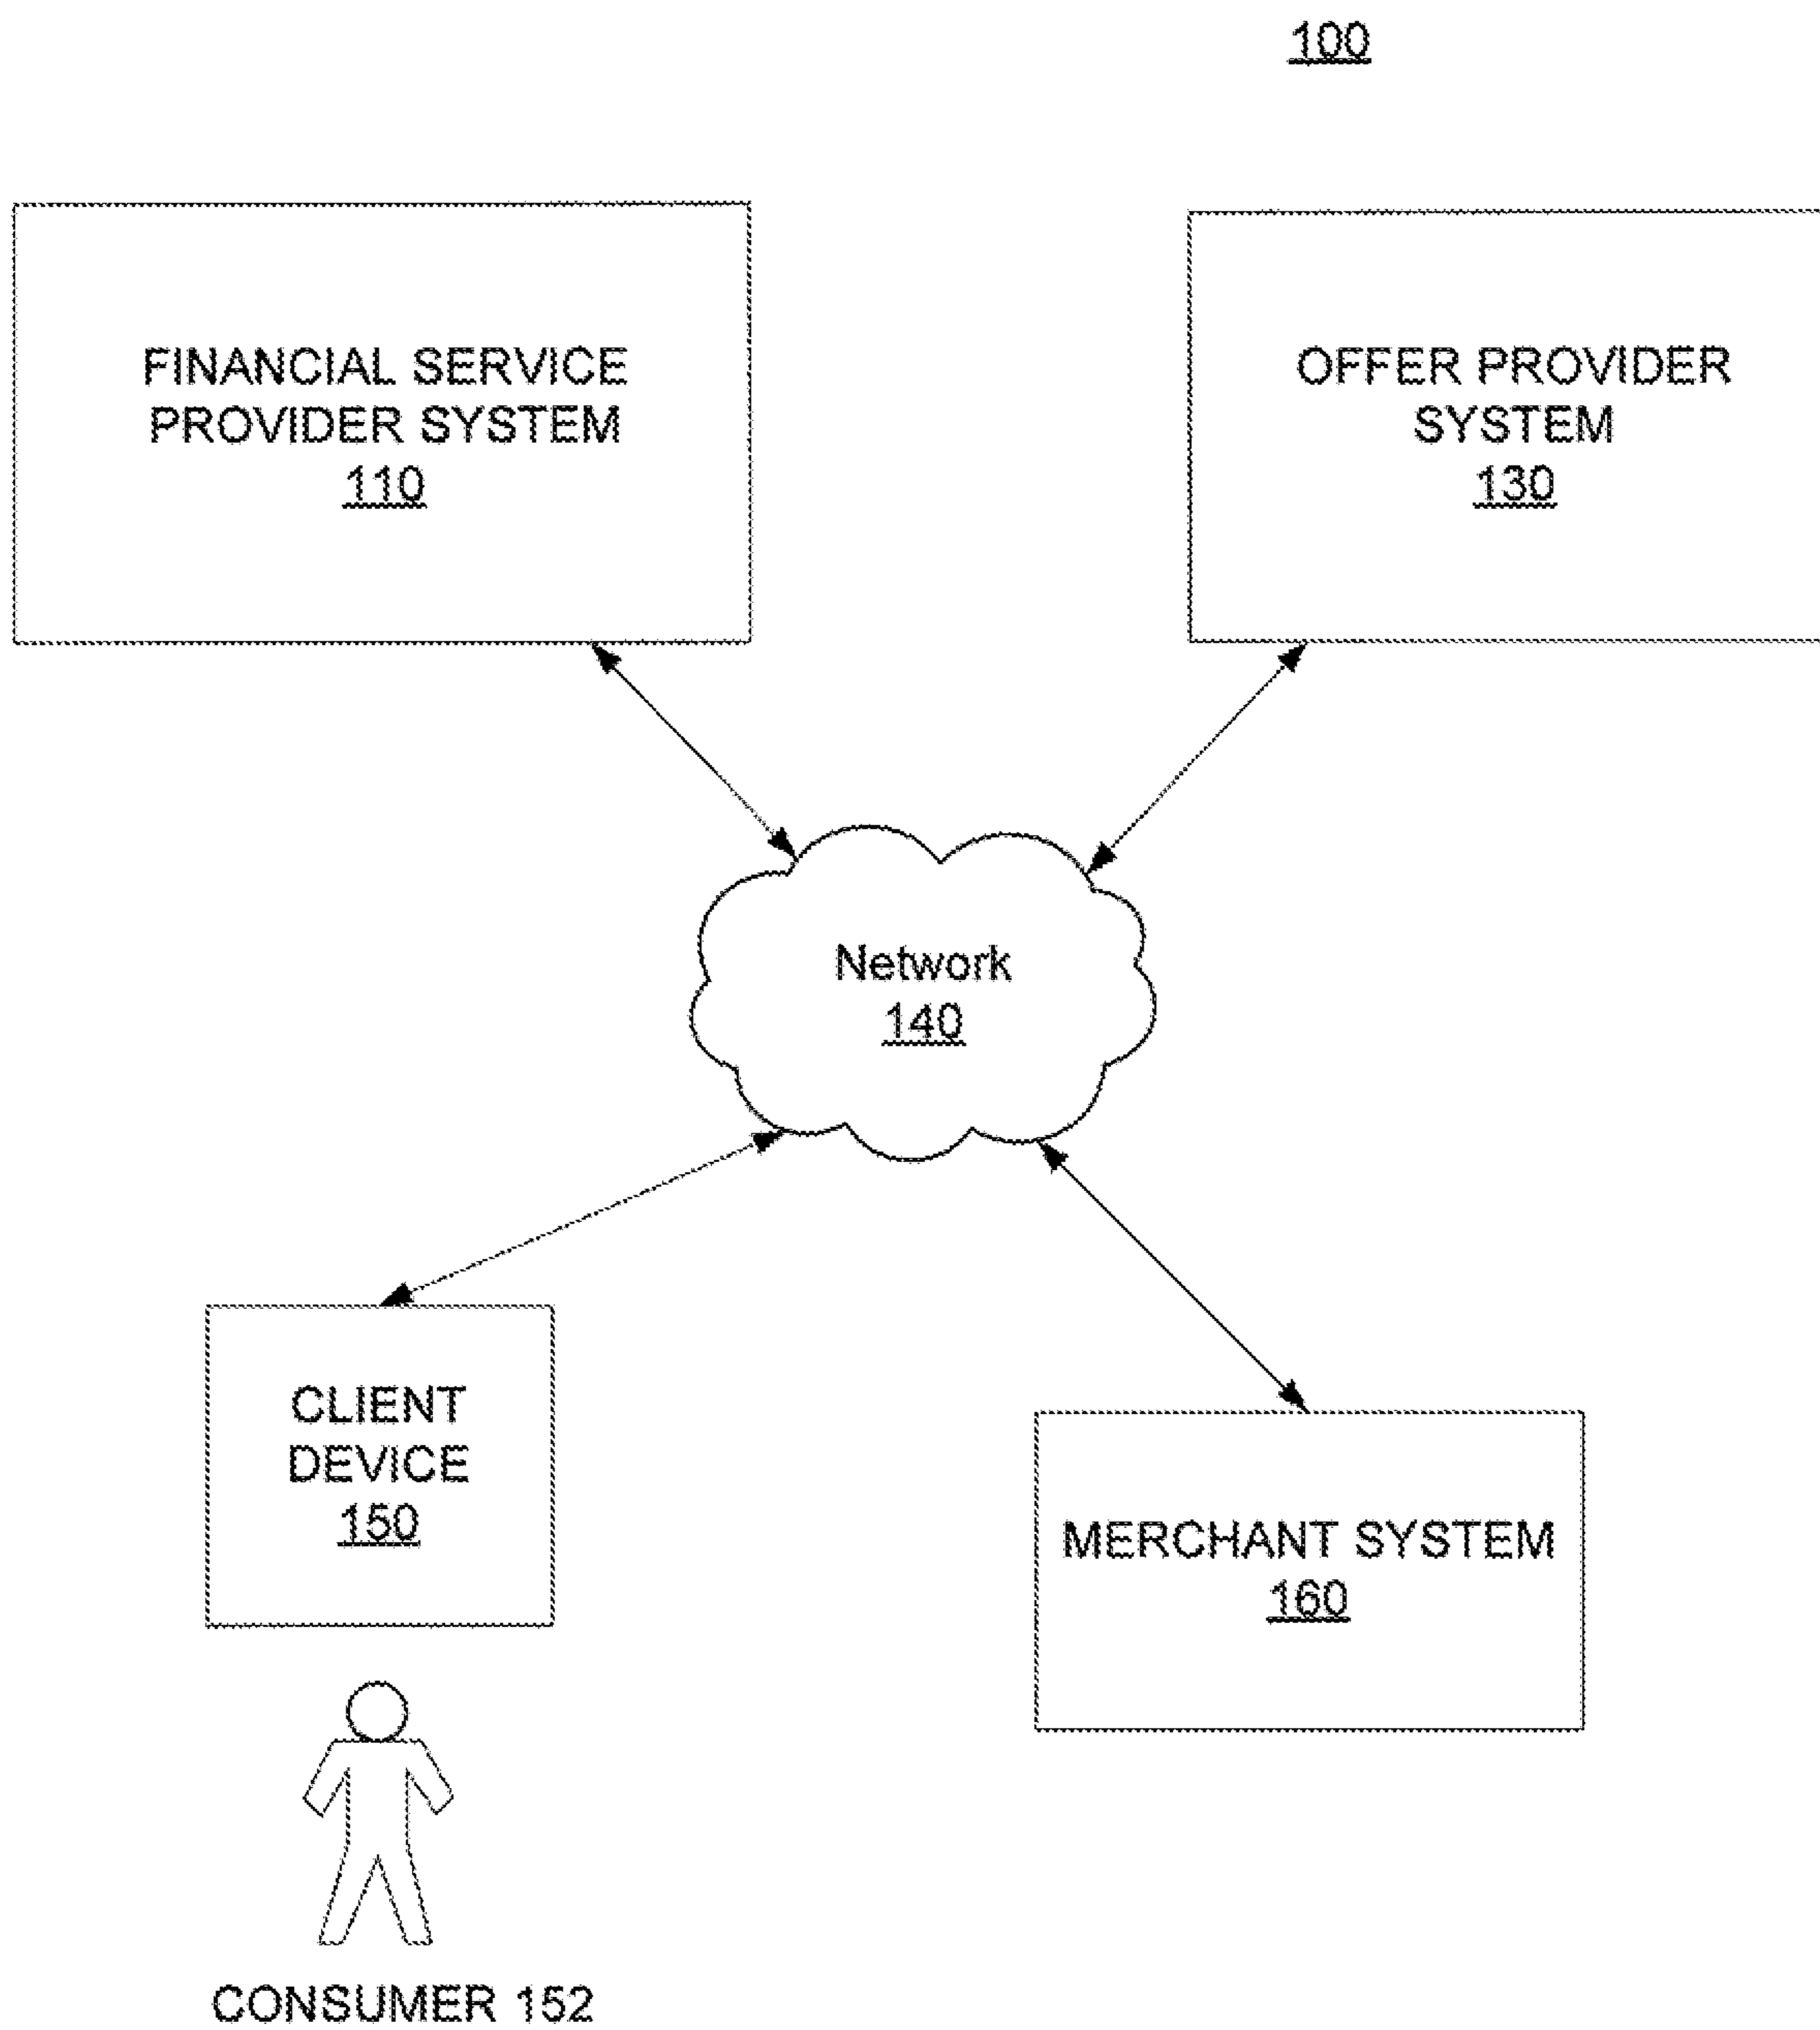 100
FINANCIAL SERVICE
PROVIDER SYSTEM
110
OFFER PROVIDER
SYSTEM
130
Network
140
CLIENT
DEVICE
150
MERCHANT SYSTEM
160
CONSUMER 152